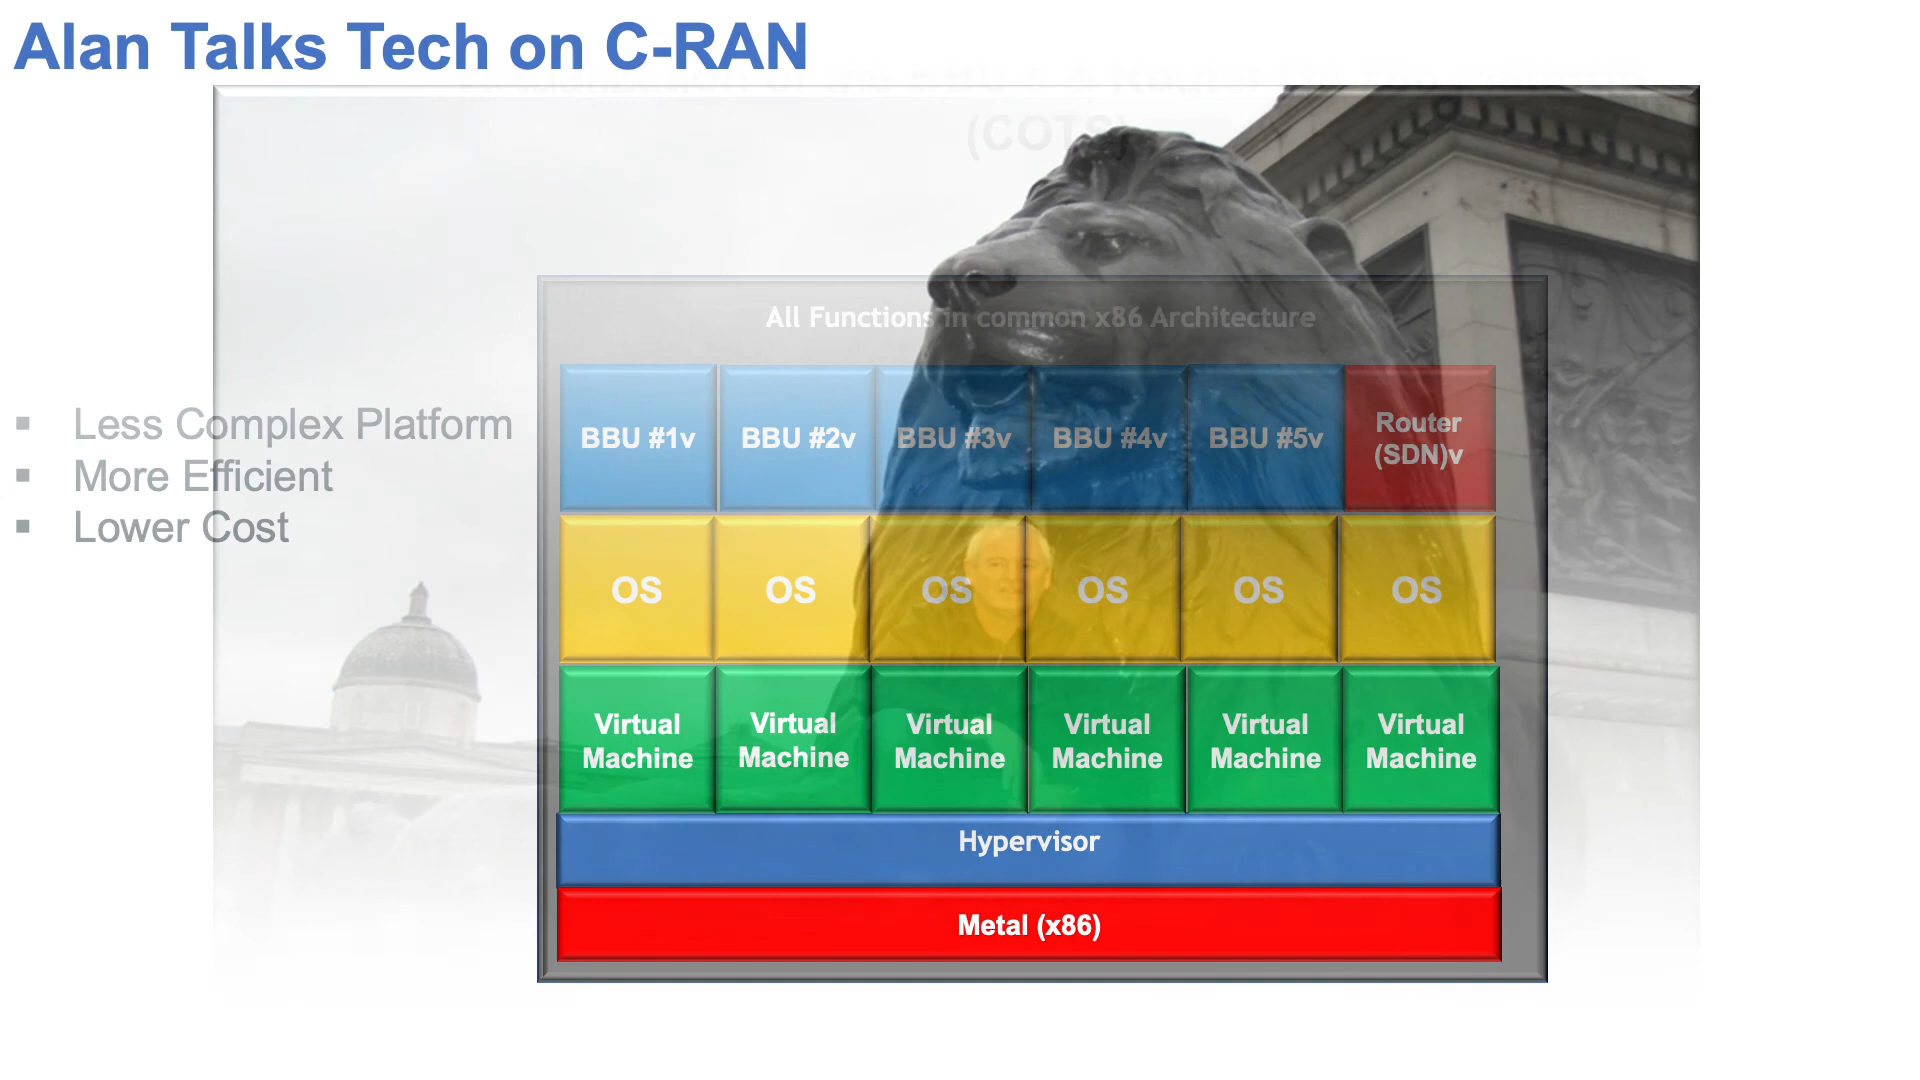 Alan Talks Tech on C-RAN
(COTS)
All Functions in common x86 Architecture
▪ Less Complex Platform
▪ More Efficient
▪ Lower Cost
BBU #1v BBU #2v BBU #3v BBU #4v BBU #5v Router
(SDN)v
OS OS OS OS OS OS
Virtual Virtual Virtual Virtual Virtual Virtual
Machine Machine Machine Machine Machine Machine
Hypervisor
Metal (x86)